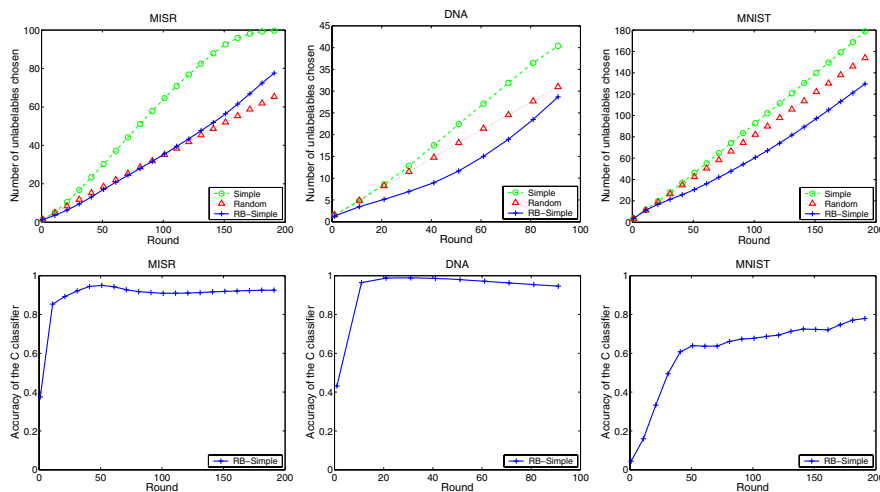 MISR
Number of unlabelables chosen
100
80
60
40
20
0
0 50 100 150 200
Round
Simple
Random
RB-Simple
DNA
Number of unlabelables chosen
45
40
35
30
25
20
15
10
5
0
0 20 40 60 80 100
Round
Simple
Random
RB-Simple
MNIST
Number of unlabelables chosen
180
160
140
120
100
80
60
40
20
0
0 50 100 150 200
Round
Simple
Random
RB-Simple
MISR
Accuracy of the C classifier
1
0.8
0.6
0.4
0.2
0
0 50 100 150 200
Round
RB-Simple
DNA
Accuracy of the C classifier
1
0.8
0.6
0.4
0.2
0
0 20 40 60 80 100
Round
RB-Simple
MNIST
Accuracy of the C classifier
1
0.8
0.6
0.4
0.2
0
0 50 100 150 200
Round
RB-Simple